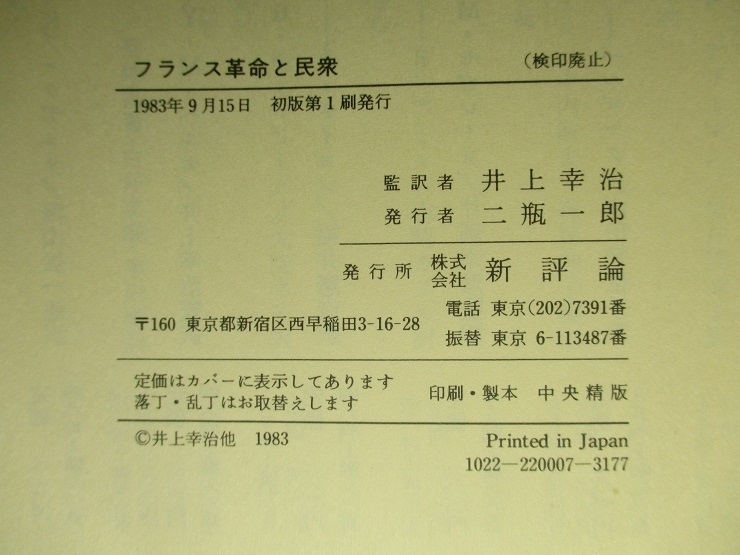 フランス革命と民衆 (検印廃止)
1983年9月15日 初版第1刷発行
監訳者 井上幸治
発行者 二瓶一郎
発行所 株式会社 新評論
電話 東京(202)7391番
〒160 東京都新宿区西早稲田3-16-28
振替 東京 6-113487番
定価はカバーに表示してあります
落丁・乱丁はお取替えします
印刷・製本 中央精版
©井上幸治他 1983
Printed in Japan
1022—220007—3177